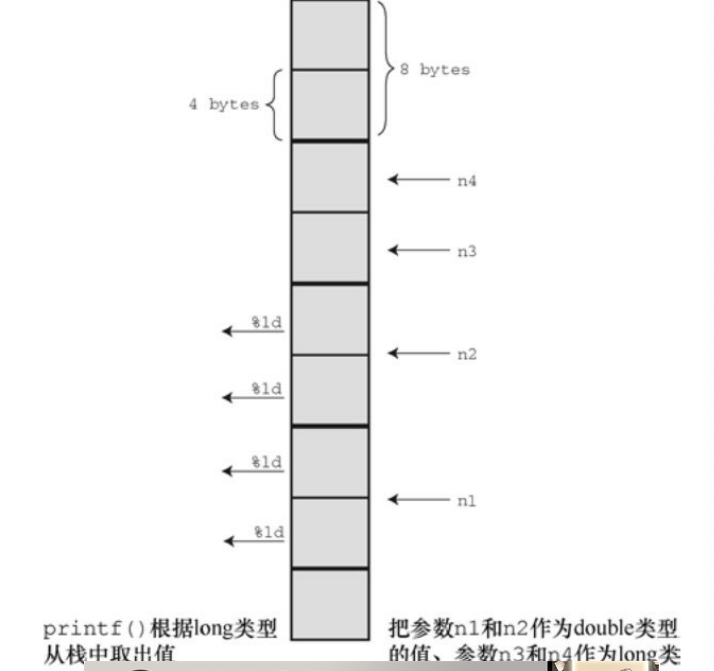 8 bytes
4 bytes
n4
n3
%ld
n2
%ld
%ld
n1
%ld
printf()根据long类型
从栈中取出值
把参数n1和n2作为double类型
的值、参数n3和n4作为long类